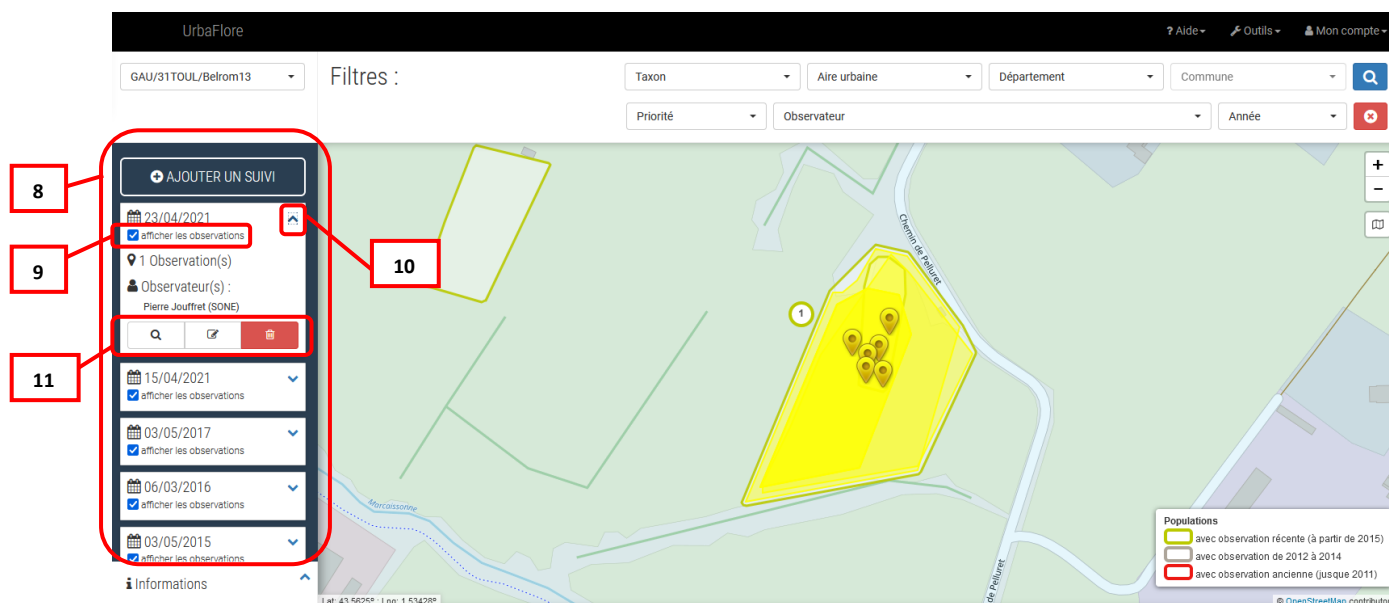 UrbaFlore
? Aide
Outils
Mon compte
GAU/31TOUL/Belrom13
Filtres :
Taxon
Aire urbaine
Département
Commune
Priorité
Observateur
Année
8
AJOUTER UN SUIVI
23/04/2021
afficher les observations
9
10
1 Observation(s)
Observateur(s) :
Pierre Jouffret (SONE)
11
15/04/2021
afficher les observations
03/05/2017
afficher les observations
06/03/2016
afficher les observations
03/05/2015
afficher les observations
i Informations
Chemin de Pelluret
1
Marcaissonne
de Pelluret
+
−
Populations
avec observation récente (à partir de 2015)
avec observation de 2012 à 2014
avec observation ancienne (jusque 2011)
Lat: 43.5625° ; Lng: 1.53428°
© OpenStreetMap contributor